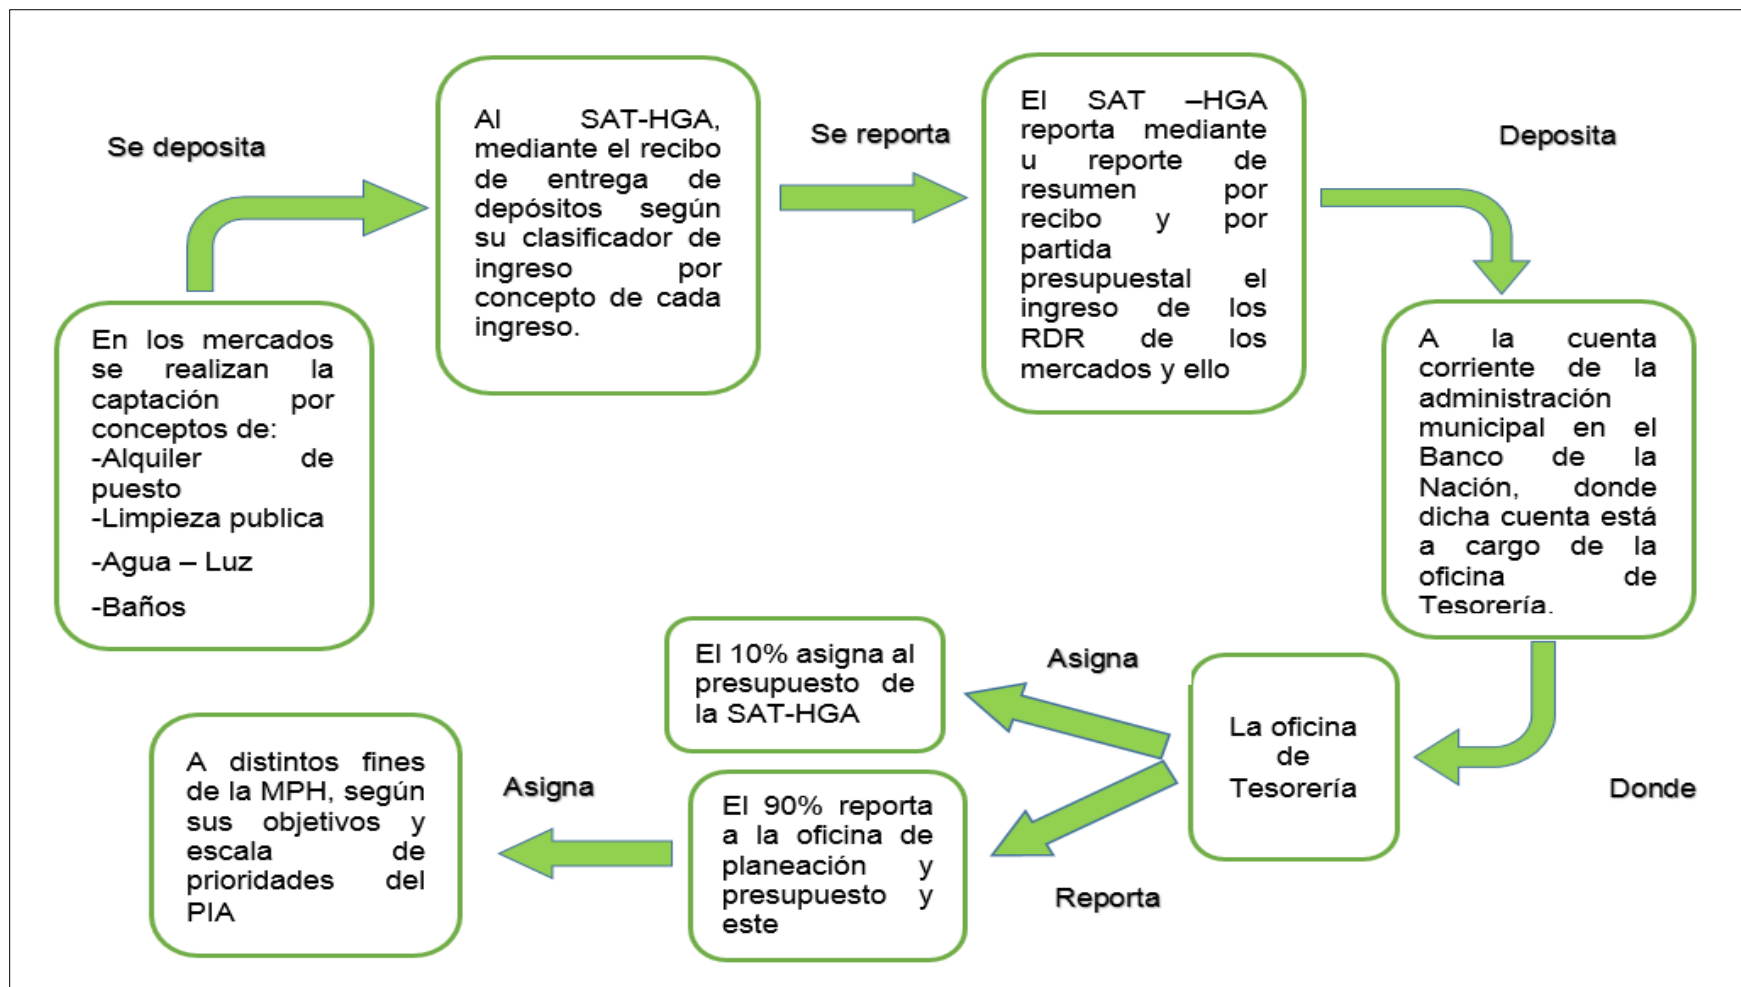 Se deposita
En los mercados
se realizan la
captación por
conceptos de:
-Alquiler de
puesto
-Limpieza publica
-Agua – Luz
-Baños
Al SAT-HGA,
mediante el recibo
de entrega de
depósitos según
su clasificador de
ingreso por
concepto de cada
ingreso.
Se reporta
El SAT –HGA
reporta mediante
u reporte de
resumen por
recibo y por
partida
presupuestal el
ingreso de los
RDR de los
mercados y ello
Deposita
A la cuenta
corriente de la
administración
municipal en el
Banco de la
Nación, donde
dicha cuenta está
a cargo de la
oficina de
Tesorería.
Donde
La oficina
de
Tesorería
Asigna
El 10% asigna al
presupuesto de
la SAT-HGA
Reporta
El 90% reporta
a la oficina de
planeación y
presupuesto y
este
Asigna
A distintos fines
de la MPH, según
sus objetivos y
escala de
prioridades del
PIA